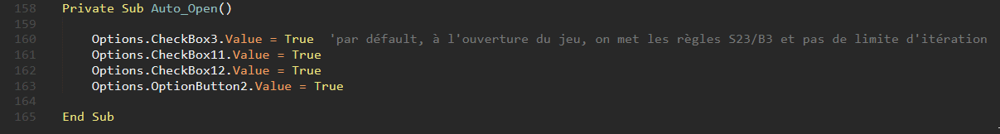 158 Private Sub Auto_Open()
159
160 Options.CheckBox3.Value = True 'par défault, à l'ouverture du jeu, on met les règles S23/B3 et pas de limite d'itération
161 Options.CheckBox11.Value = True
162 Options.CheckBox12.Value = True
163 Options.OptionButton2.Value = True
164
165 End Sub